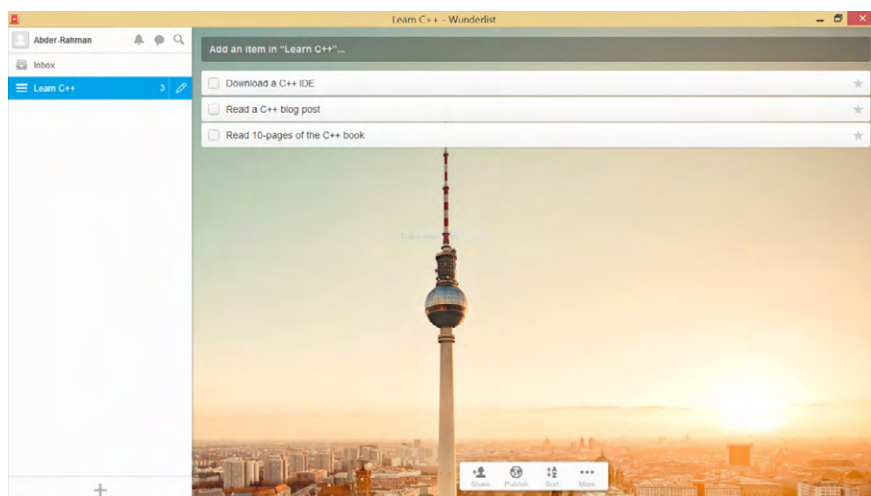 Learn C++ - Wunderlist
Abder-Rahman
Inbox
Learn C++ 3
Add an item in "Learn C++"...
Download a C++ IDE
Read a C++ blog post
Read 10-pages of the C++ book
Share Publish Sort More